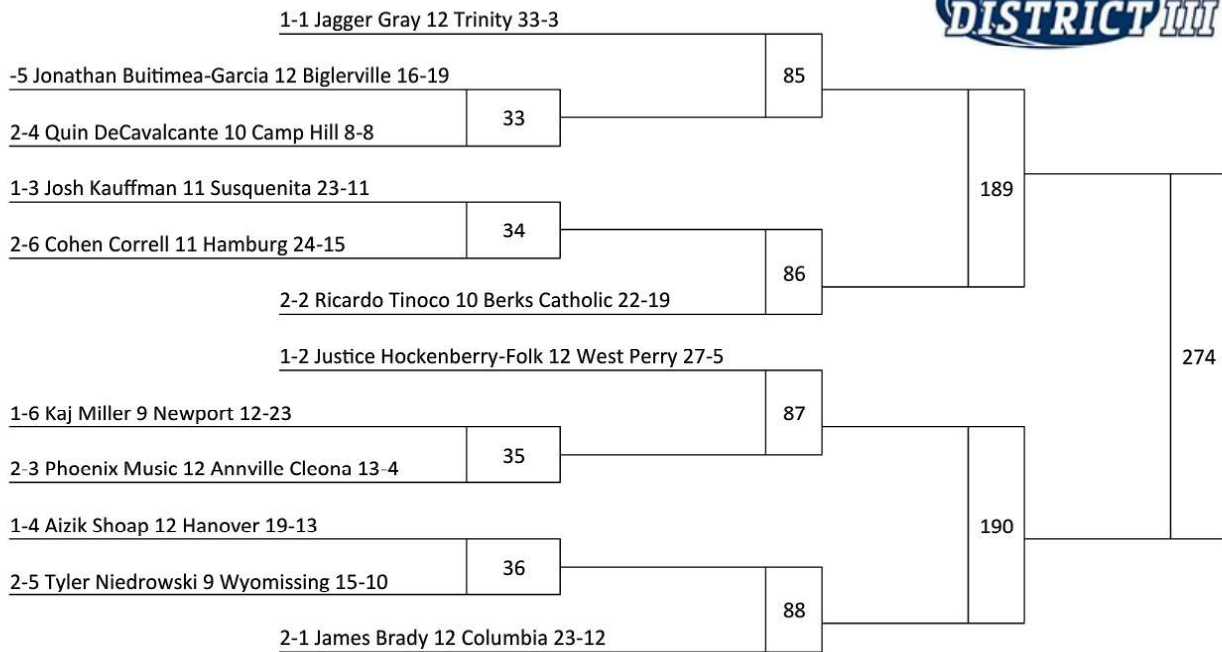 1-1 Jagger Gray 12 Trinity 33-3
DISTRICT III
-5 Jonathan Buitimea-Garcia 12 Biglerville 16-19
85
33
2-4 Quin DeCavalcante 10 Camp Hill 8-8
1-3 Josh Kauffman 11 Susquenita 23-11
189
34
2-6 Cohen Correll 11 Hamburg 24-15
86
2-2 Ricardo Tinoco 10 Berks Catholic 22-19
1-2 Justice Hockenberry-Folk 12 West Perry 27-5
274
1-6 Kaj Miller 9 Newport 12-23
87
35
2-3 Phoenix Music 12 Annville Cleona 13-4
1-4 Aizik Shoap 12 Hanover 19-13
190
36
2-5 Tyler Niedrowski 9 Wyomissing 15-10
88
2-1 James Brady 12 Columbia 23-12